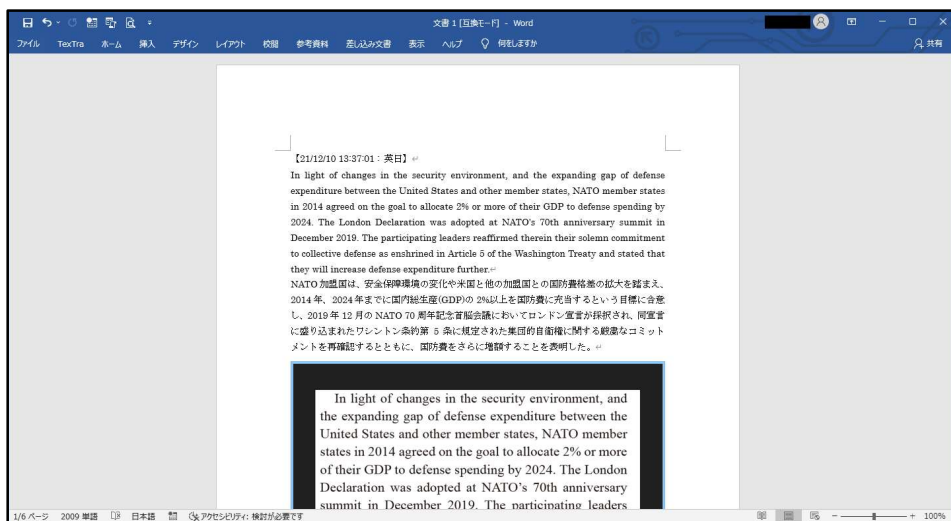 文書 1 [互換モード] - Word
ファイル TexTra ホーム 挿入 デザイン レイアウト 校閲 参考資料 差し込み文書 表示 ヘルプ 何をしますか 共有
【21/12/10 13:37:01：英日】
In light of changes in the security environment, and the expanding gap of defense
expenditure between the United States and other member states, NATO member states
in 2014 agreed on the goal to allocate 2% or more of their GDP to defense spending by
2024. The London Declaration was adopted at NATO's 70th anniversary summit in
December 2019. The participating leaders reaffirmed therein their solemn commitment
to collective defense as enshrined in Article 5 of the Washington Treaty and stated that
they will increase defense expenditure further.
NATO 加盟国は、安全保障環境の変化や米国と他の加盟国との国防費格差の拡大を踏まえ、
2014 年、2024 年までに国内総生産(GDP)の 2%以上を国防費に充当するという目標に合意
し、2019 年 12 月の NATO 70 周年記念首脳会議においてロンドン宣言が採択され、同宣言
に盛り込まれたワシントン条約第 5 条に規定された集団的自衛権に関する厳粛なコミット
メントを再確認するとともに、国防費をさらに増額することを表明した。
In light of changes in the security environment, and
the expanding gap of defense expenditure between the
United States and other member states, NATO member
states in 2014 agreed on the goal to allocate 2% or more
of their GDP to defense spending by 2024. The London
Declaration was adopted at NATO's 70th anniversary
summit in December 2019. The participating leaders
1/6 ページ 2009 単語 日本語 アクセシビリティ: 検討が必要です 100%